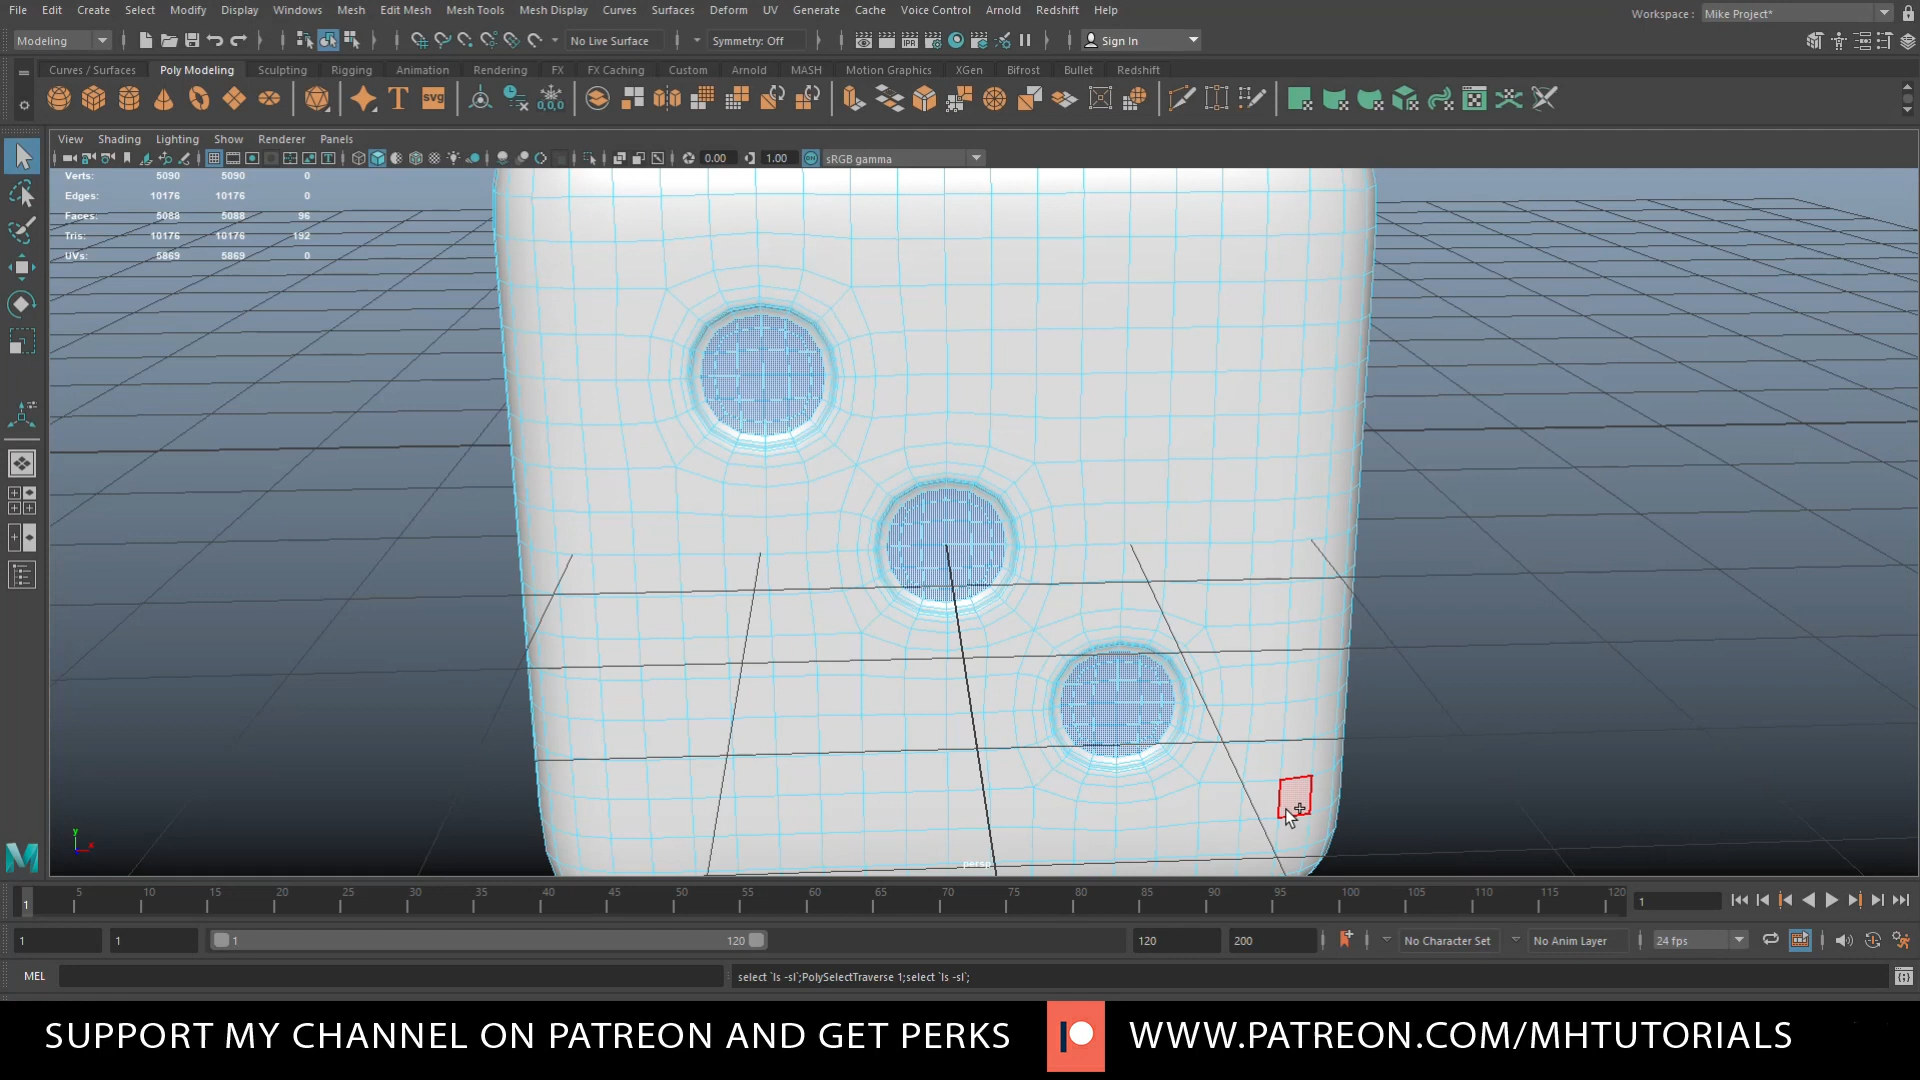 File Edit Create Select Modify Display Windows Mesh Edit Mesh Mesh Tools Mesh Display Curves Surfaces Deform UV Generate Cache Voice Control Arnold Redshift Help
Workspace : Mike Project*
Modeling No Live Surface Symmetry: Off Sign In
Curves / Surfaces Poly Modeling Sculpting Rigging Animation Rendering FX FX Caching Custom Arnold MASH Motion Graphics XGen Bifrost Bullet Redshift
T svg 0,0,0
View Shading Lighting Show Renderer Panels
0.00 1.00 sRGB gamma
Verts: 5090 5090 0
Edges: 10176 10176 0
Faces: 5088 5088 96
Tris: 10176 10176 192
UVs: 5869 5869 0
y
x
persp
1 5 10 15 20 25 30 35 40 45 50 55 60 65 70 75 80 85 90 95 100 105 110 115 120 1
1 1 1 120 120 200 No Character Set No Anim Layer 24 fps
MEL select `ls -sl`;PolySelectTraverse 1;select `ls -sl`;
SUPPORT MY CHANNEL ON PATREON AND GET PERKS WWW.PATREON.COM/MHTUTORIALS